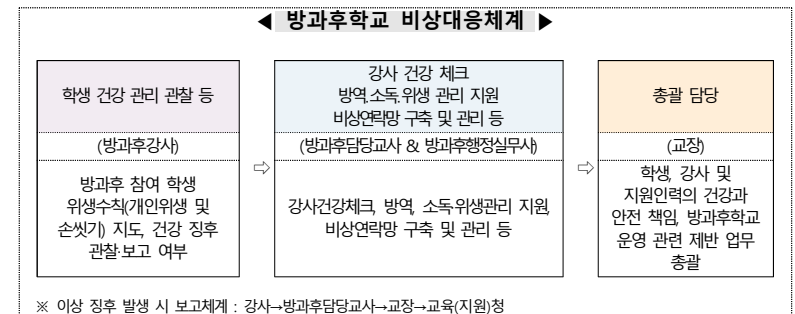 ◀ 방과후학교 비상대응체계 ▶
학생 건강 관리 관찰 등
(방과후강사)
방과후 참여 학생
위생수칙(개인위생 및
손씻기) 지도, 건강 징후
관찰·보고 여부
⇨
강사 건강 체크
방역․소독․위생 관리 지원
비상연락망 구축 및 관리 등
(방과후담당교사 & 방과후행정실무사)
강사건강체크, 방역, 소독·위생관리 지원,
비상연락망 구축 및 관리 등
⇨
총괄 담당
(교장)
학생, 강사 및
지원인력의 건강과
안전 책임, 방과후학교
운영 관련 제반 업무
총괄
※ 이상 징후 발생 시 보고체계 : 강사→방과후담당교사→교장→교육(지원)청